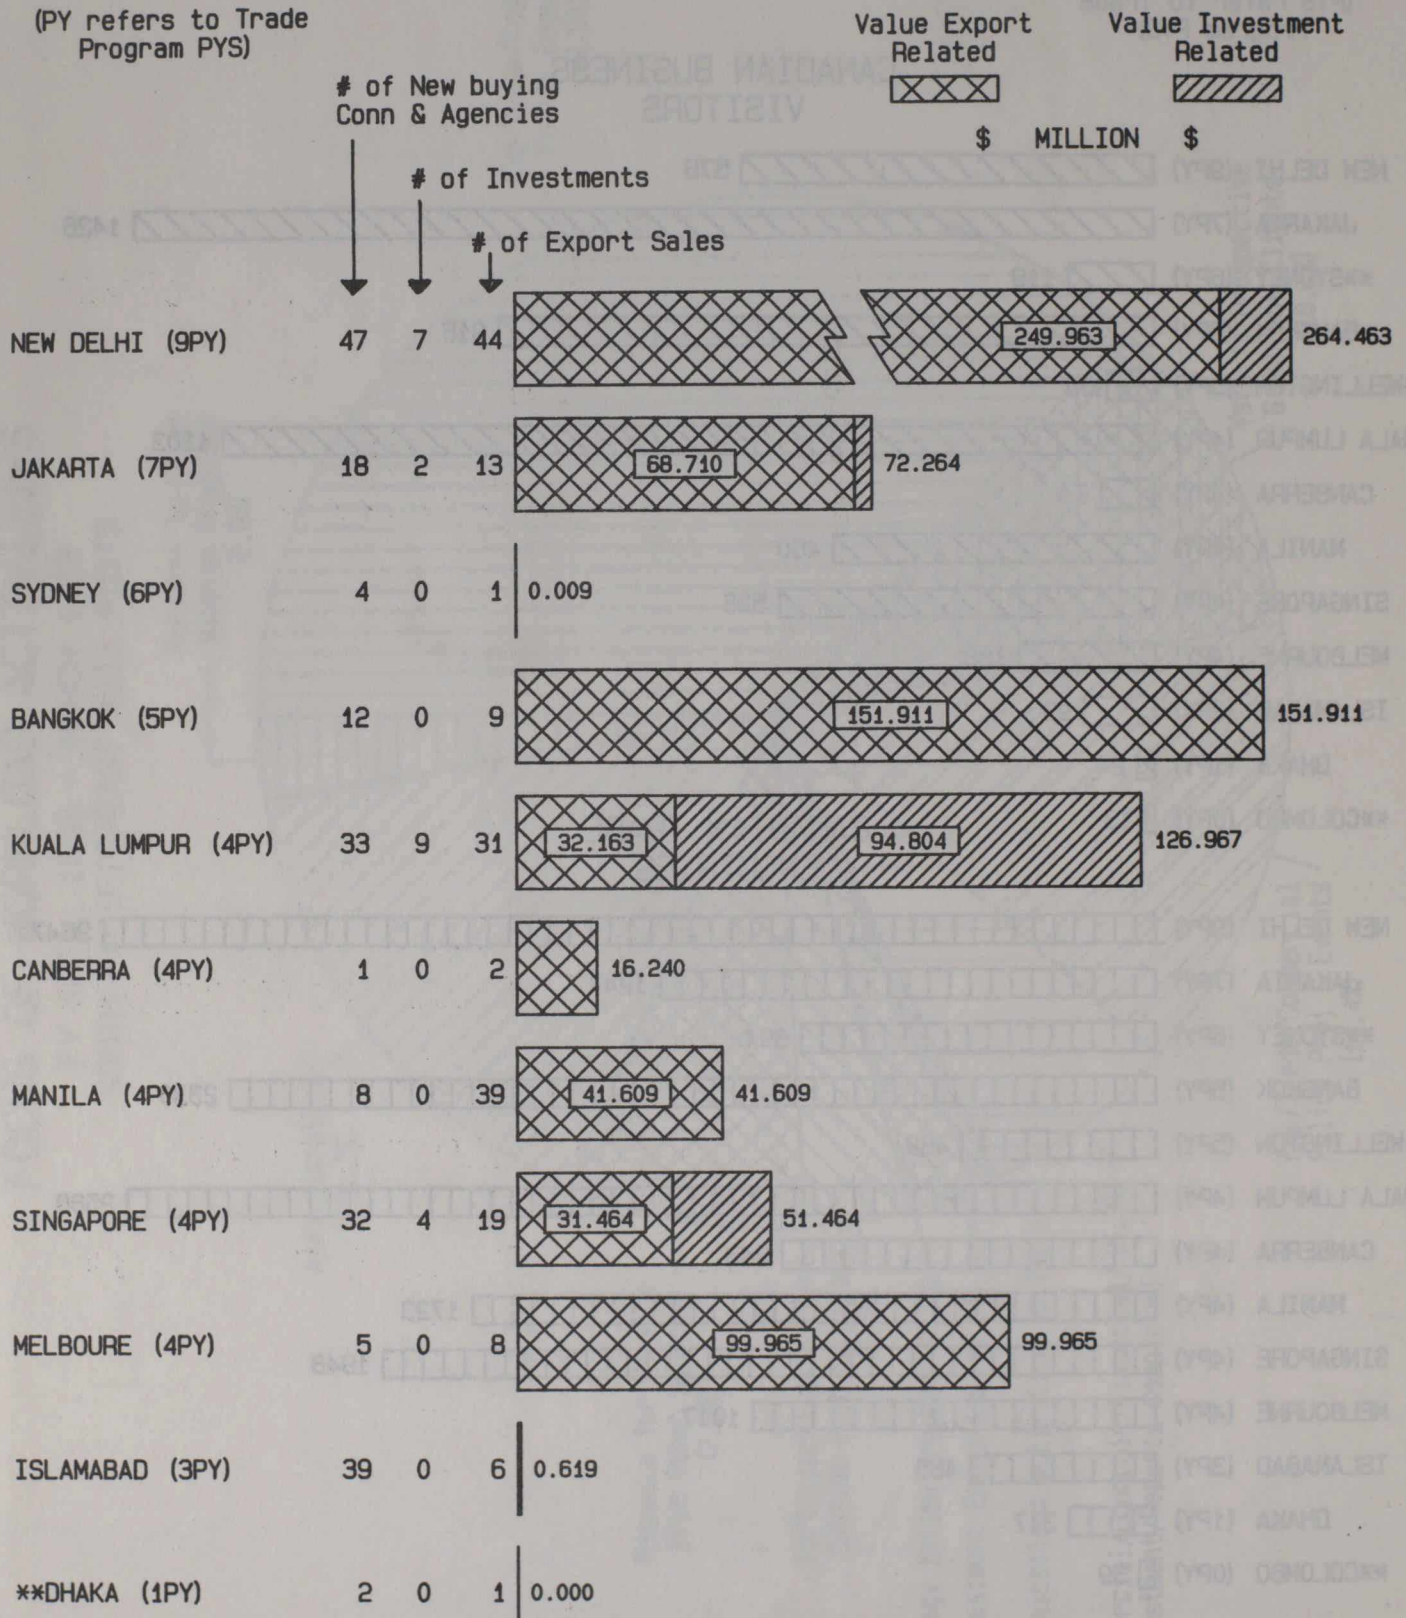 (PY refers to Trade
Program PYS)
Value Export
Related
Value Investment
Related
# of New buying
Conn & Agencies
$ MILLION $
# of Investments
# of Export Sales
NEW DELHI (9PY) 47 7 44 249.963 264.463
JAKARTA (7PY) 18 2 13 68.710 72.264
SYDNEY (6PY) 4 0 1 0.009
BANGKOK (5PY) 12 0 9 151.911 151.911
KUALA LUMPUR (4PY) 33 9 31 32.163 94.804 126.967
CANBERRA (4PY) 1 0 2 16.240
MANILA (4PY) 8 0 39 41.609 41.609
SINGAPORE (4PY) 32 4 19 31.464 51.464
MELBOURE (4PY) 5 0 8 99.965 99.965
ISLAMABAD (3PY) 39 0 6 0.619
**DHAKA (1PY) 2 0 1 0.000